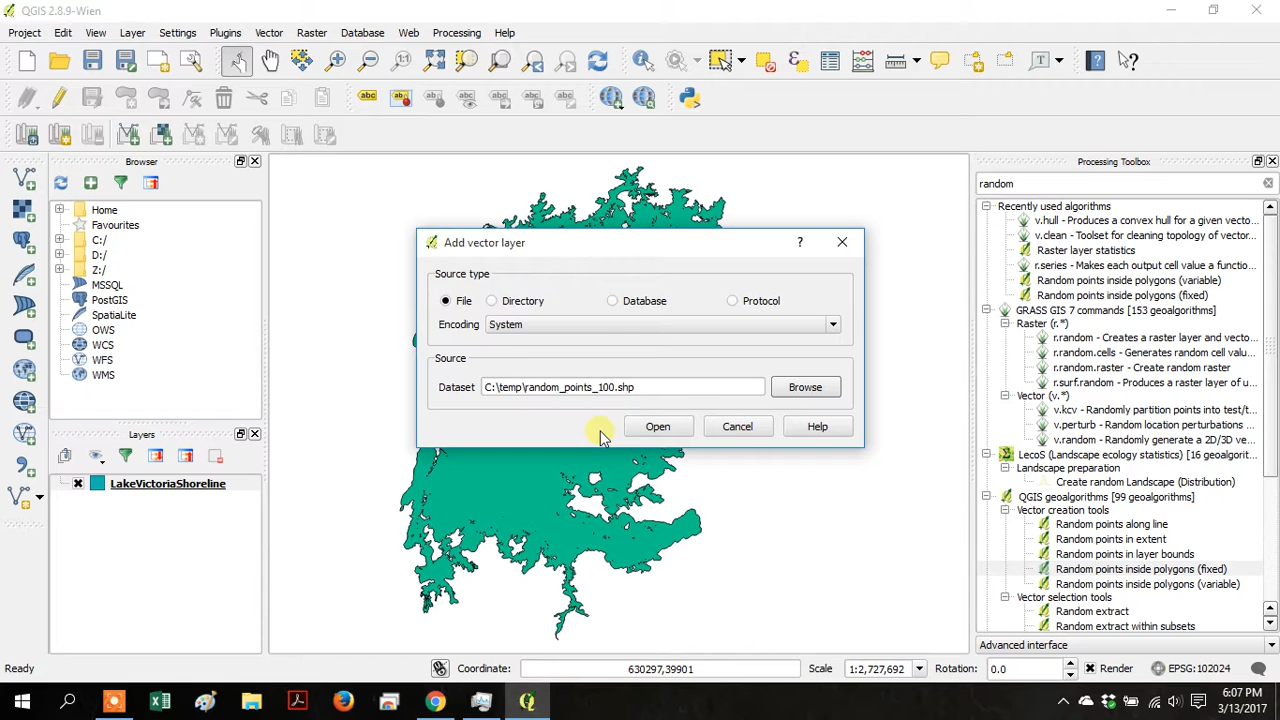 QGIS 2.8.9-Wien
Project Edit View Layer Settings Plugins Vector Raster Database Web Processing Help
Browser
Home
Favourites
C:/
D:/
Z:/
MSSQL
PostGIS
SpatiaLite
OWS
WCS
WFS
WMS
Layers
LakeVictoriaShoreline
Add vector layer
Source type
File Directory Database Protocol
Encoding System
Source
Dataset C:\temp\random_points_100.shp Browse
Open Cancel Help
Processing Toolbox
random
Recently used algorithms
v.hull - Produces a convex hull for a given vecto...
v.clean - Toolset for cleaning topology of vector...
Raster layer statistics
r.series - Makes each output cell value a functio...
Random points inside polygons (variable)
Random points inside polygons (fixed)
GRASS GIS 7 commands [153 geoalgorithms]
Raster (r.*)
r.random - Creates a raster layer and vecto...
r.random.cells - Generates random cell valu...
r.random.surface - Generates random raster...
r.surf.random - Produces a raster layer of u...
Vector (v.*)
v.kcv - Randomly partition points into test/t...
v.perturb - Random location perturbations ...
v.random - Randomly generate a 2D/3D ve...
LecoS (Landscape ecology statistics) [16 geoalgorit...
Landscape preparation
Create random Landscape (Distribution)
QGIS geoalgorithms [99 geoalgorithms]
Vector creation tools
Random points along line
Random points in extent
Random points in layer bounds
Random points inside polygons (fixed)
Random points inside polygons (variable)
Vector selection tools
Random extract
Random extract within subsets
Advanced interface
Ready Coordinate: 630297,39901 Scale 1:2,727,692 Rotation: 0.0 Render EPSG:102024
6:07 PM
3/13/2017